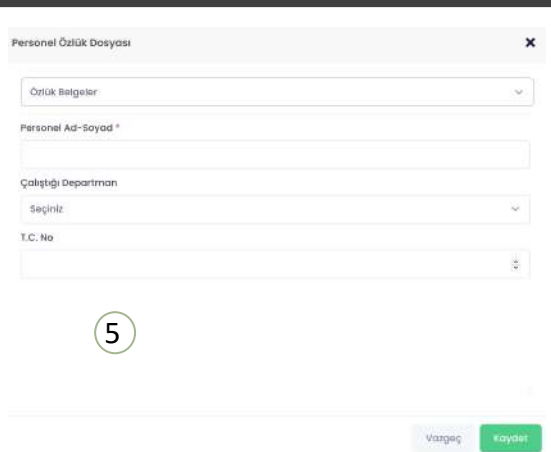 Personel Özlük Dosyası
Özlük Belgeler
Personel Ad-Soyad *
Çalıştığı Departman
Seçiniz
T.C. No
5
Vazgeç Kaydet